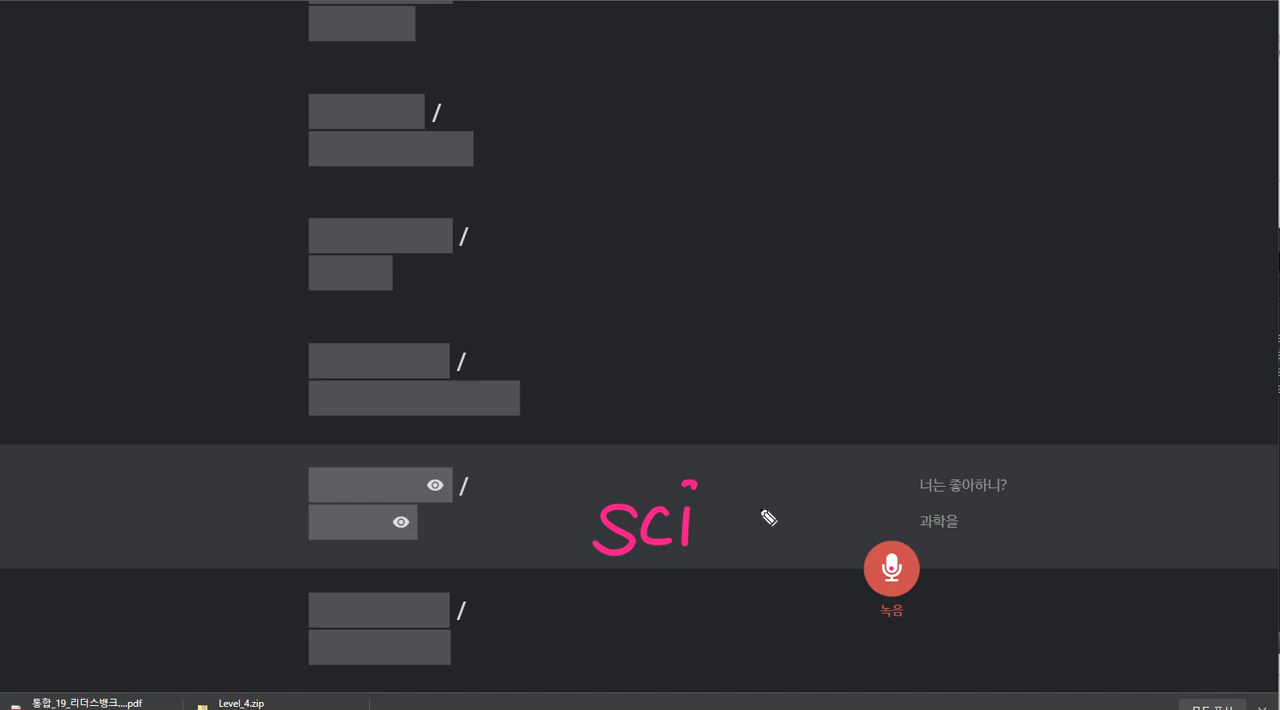 /
/
/
/ 너는 좋아하니?
sci 과학을
녹음
/
통합_19_리더스뱅크....pdf Level_4.zip